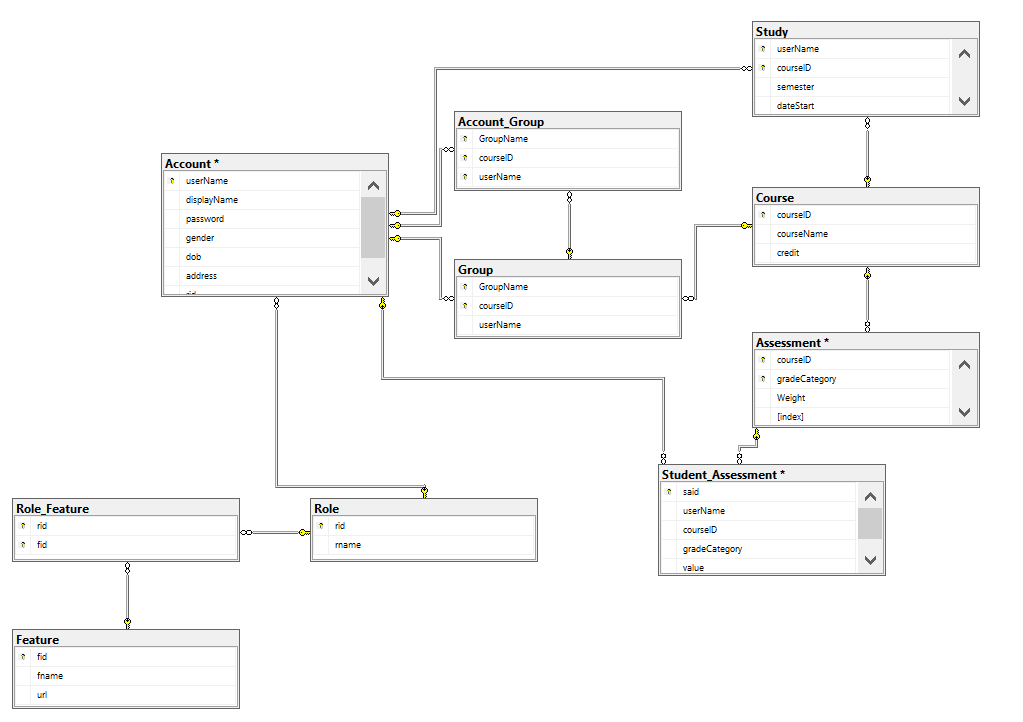 Study
userName
courseID
semester
dateStart
Account_Group
GroupName
courseID
userName
Account *
userName
displayName
password
gender
dob
address
Course
courseID
courseName
credit
Group
GroupName
courseID
userName
Assessment *
courseID
gradeCategory
Weight
[index]
Student_Assessment *
said
userName
courseID
gradeCategory
value
Role_Feature
rid
fid
Role
rid
rname
Feature
fid
fname
url